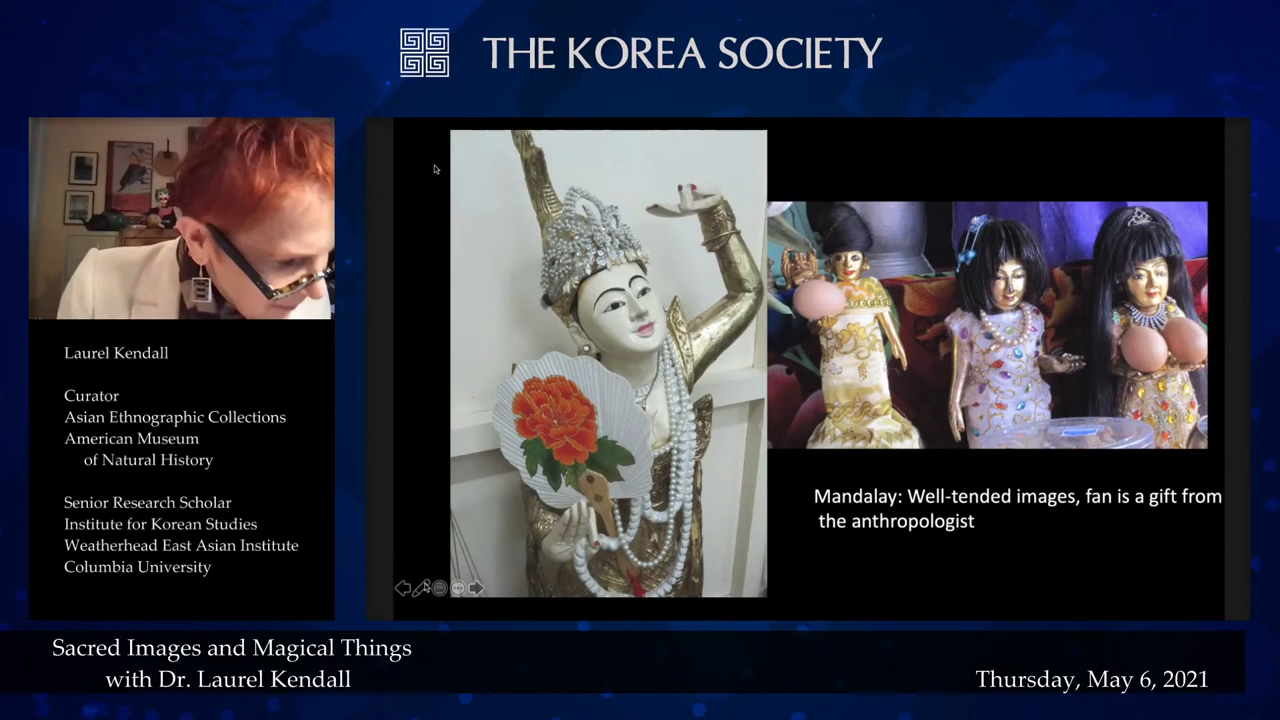 THE KOREA SOCIETY
Laurel Kendall
Curator
Asian Ethnographic Collections
American Museum
of Natural History
Senior Research Scholar
Institute for Korean Studies
Weatherhead East Asian Institute
Columbia University
Mandalay: Well-tended images, fan is a gift from
the anthropologist
Sacred Images and Magical Things
with Dr. Laurel Kendall
Thursday, May 6, 2021